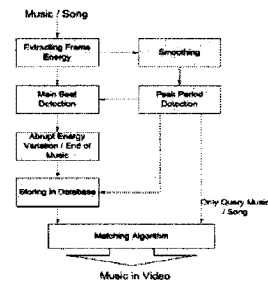 Music / Song
Extracting Frame
Energy
Smoothing
Main Beat
Detection
Peak Period
Detection
Abrupt Energy
Variation / End of
Music
Storing in Database
Only Query Music
/ Song
Matching Algorithm
Music in Video